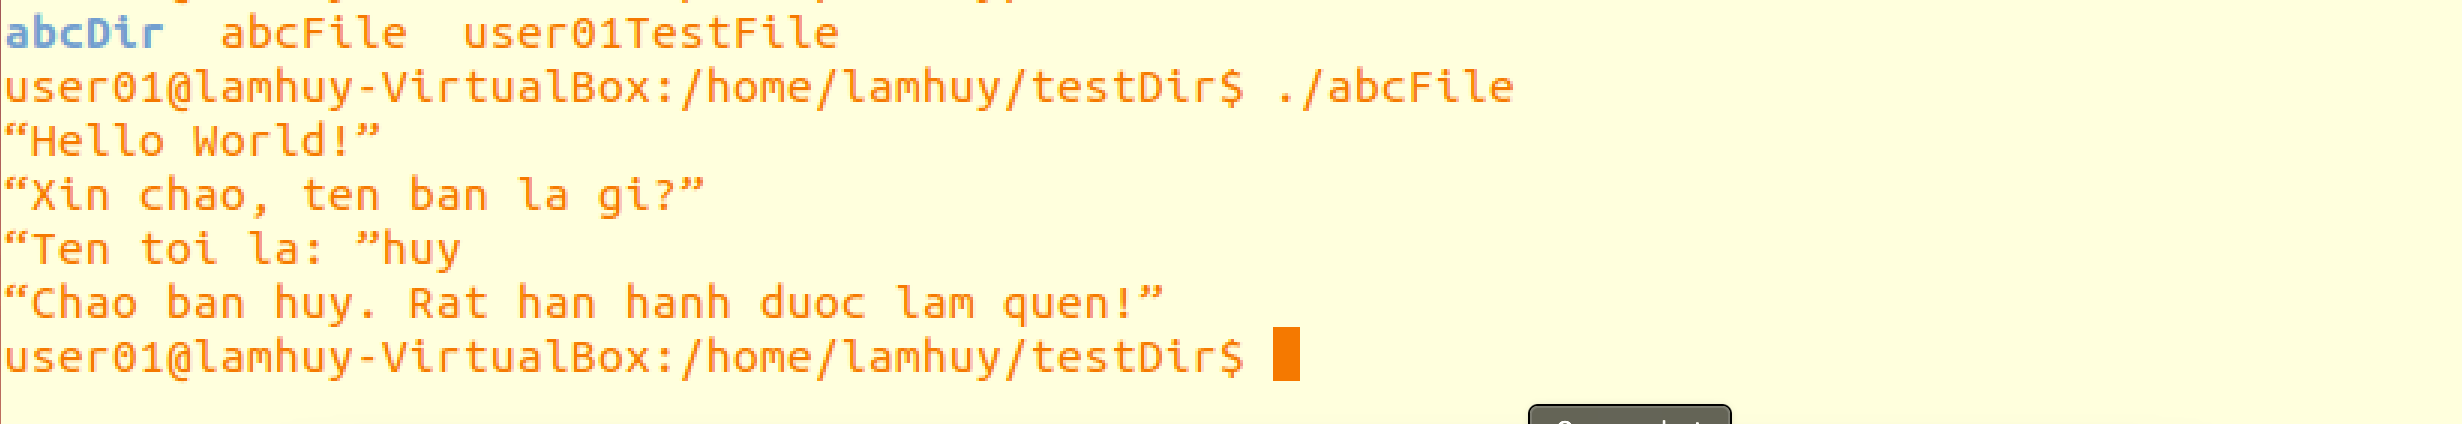 abcDir abcFile user01TestFile
user01@lamhuy-VirtualBox:/home/lamhuy/testDir$ ./abcFile
“Hello World!”
“Xin chao, ten ban la gi?”
“Ten toi la: ”huy
“Chao ban huy. Rat han hanh duoc lam quen!”
user01@lamhuy-VirtualBox:/home/lamhuy/testDir$